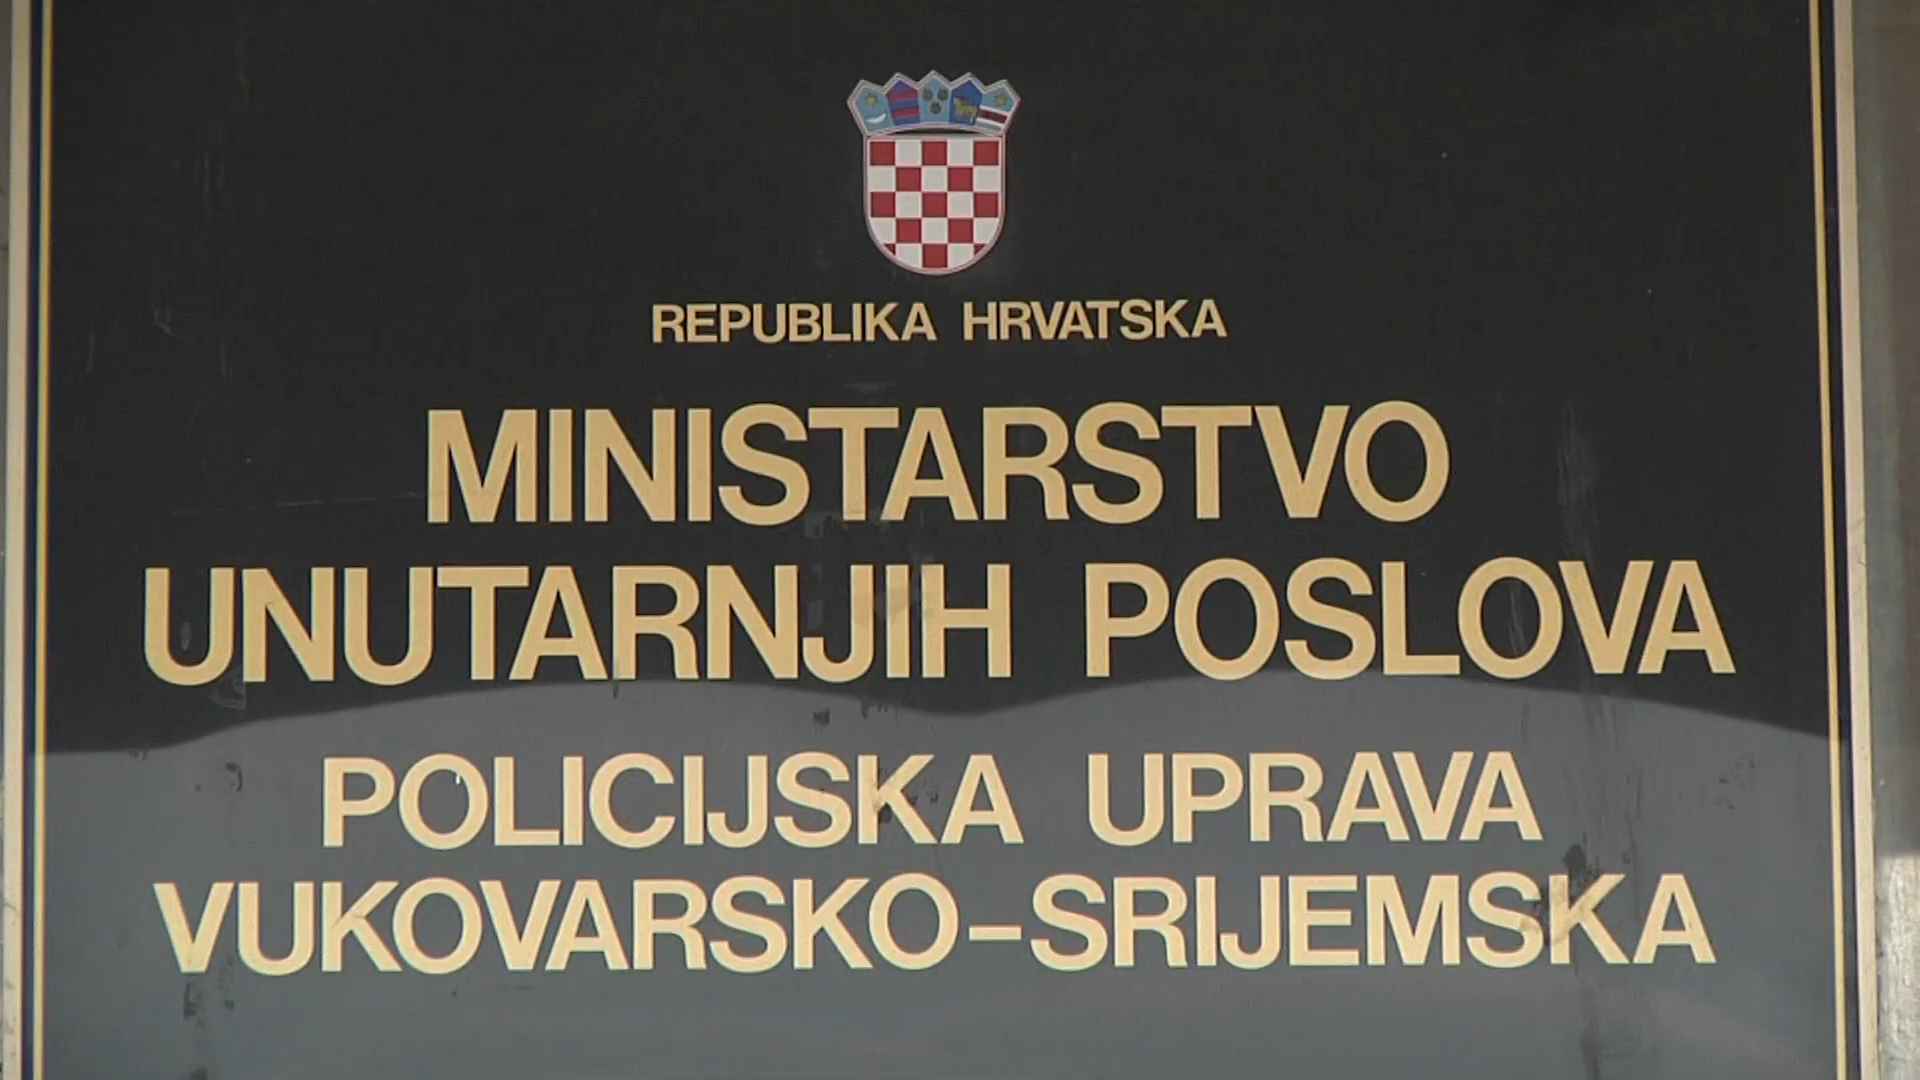 REPUBLIKA HRVATSKA
MINISTARSTVO
UNUTARNJIH POSLOVA
POLICIJSKA UPRAVA
VUKOVARSKO-SRIJEMSKA